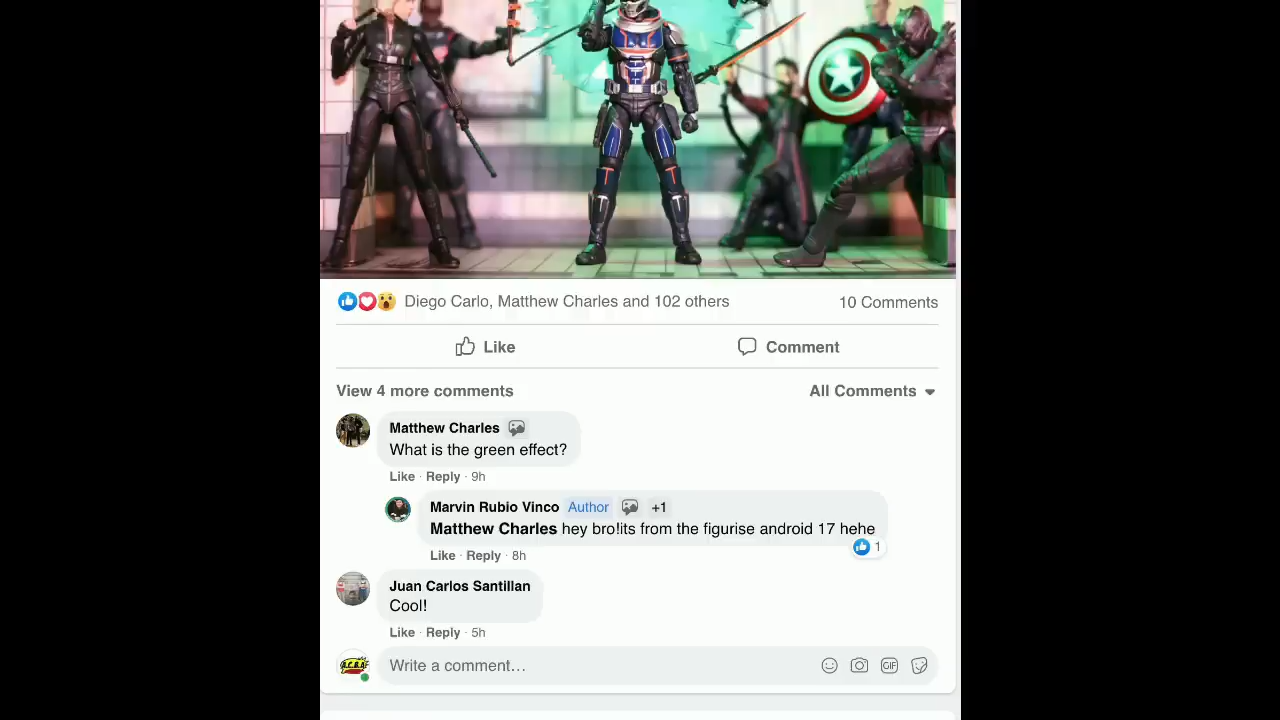 Diego Carlo, Matthew Charles and 102 others
10 Comments
Like
Comment
View 4 more comments
All Comments
Matthew Charles
What is the green effect?
Like · Reply · 9h
Marvin Rubio Vinco Author +1
Matthew Charles hey bro!its from the figurise android 17 hehe
1
Like · Reply · 8h
Juan Carlos Santillan
Cool!
Like · Reply · 5h
Write a comment…
GIF